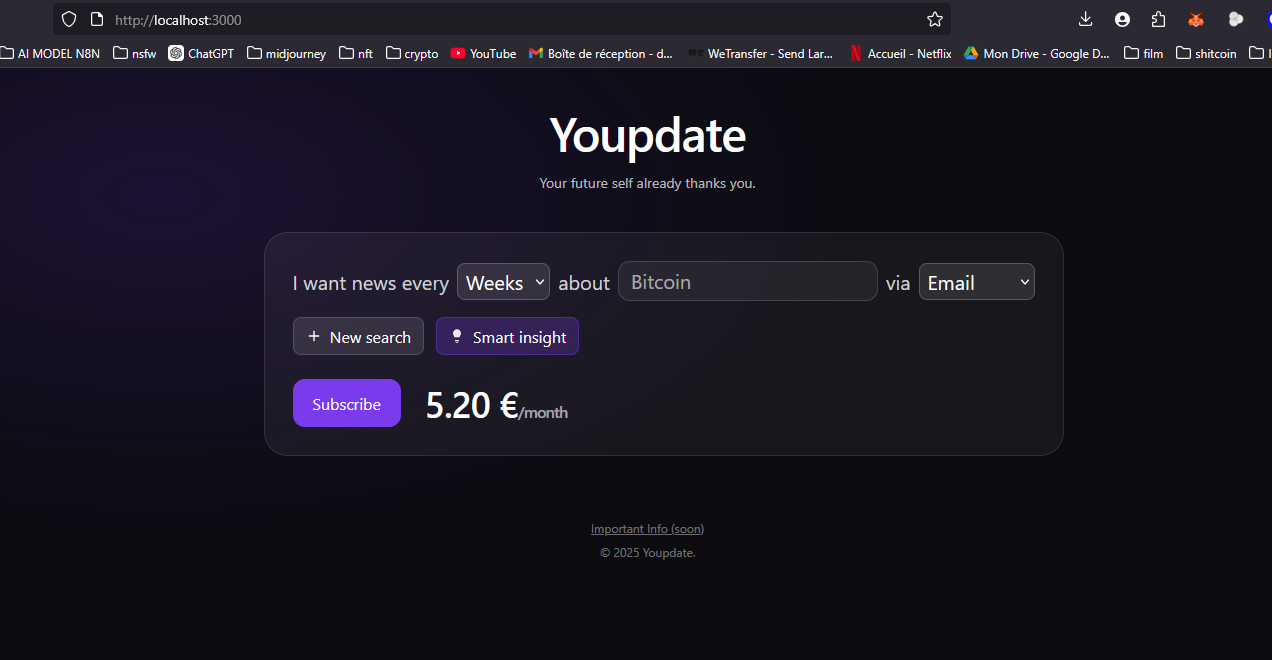 http://localhost:3000
AI MODEL N8N nsfw ChatGPT midjourney nft crypto YouTube Boîte de réception - d... WeTransfer - Send Lar... Accueil - Netflix Mon Drive - Google D... film shitcoin
Youpdate
Your future self already thanks you.
I want news every Weeks about Bitcoin via Email
+ New search Smart insight
Subscribe 5.20 €/month
Important Info (soon)
© 2025 Youpdate.